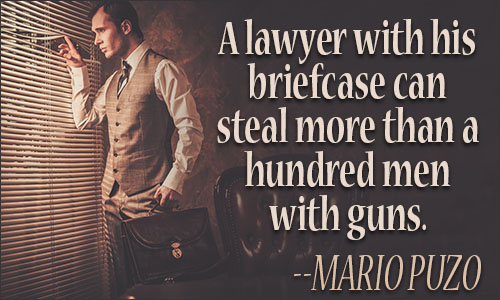 A lawyer with his
briefcase can
steal more than a
hundred men
with guns.
--MARIO PUZO